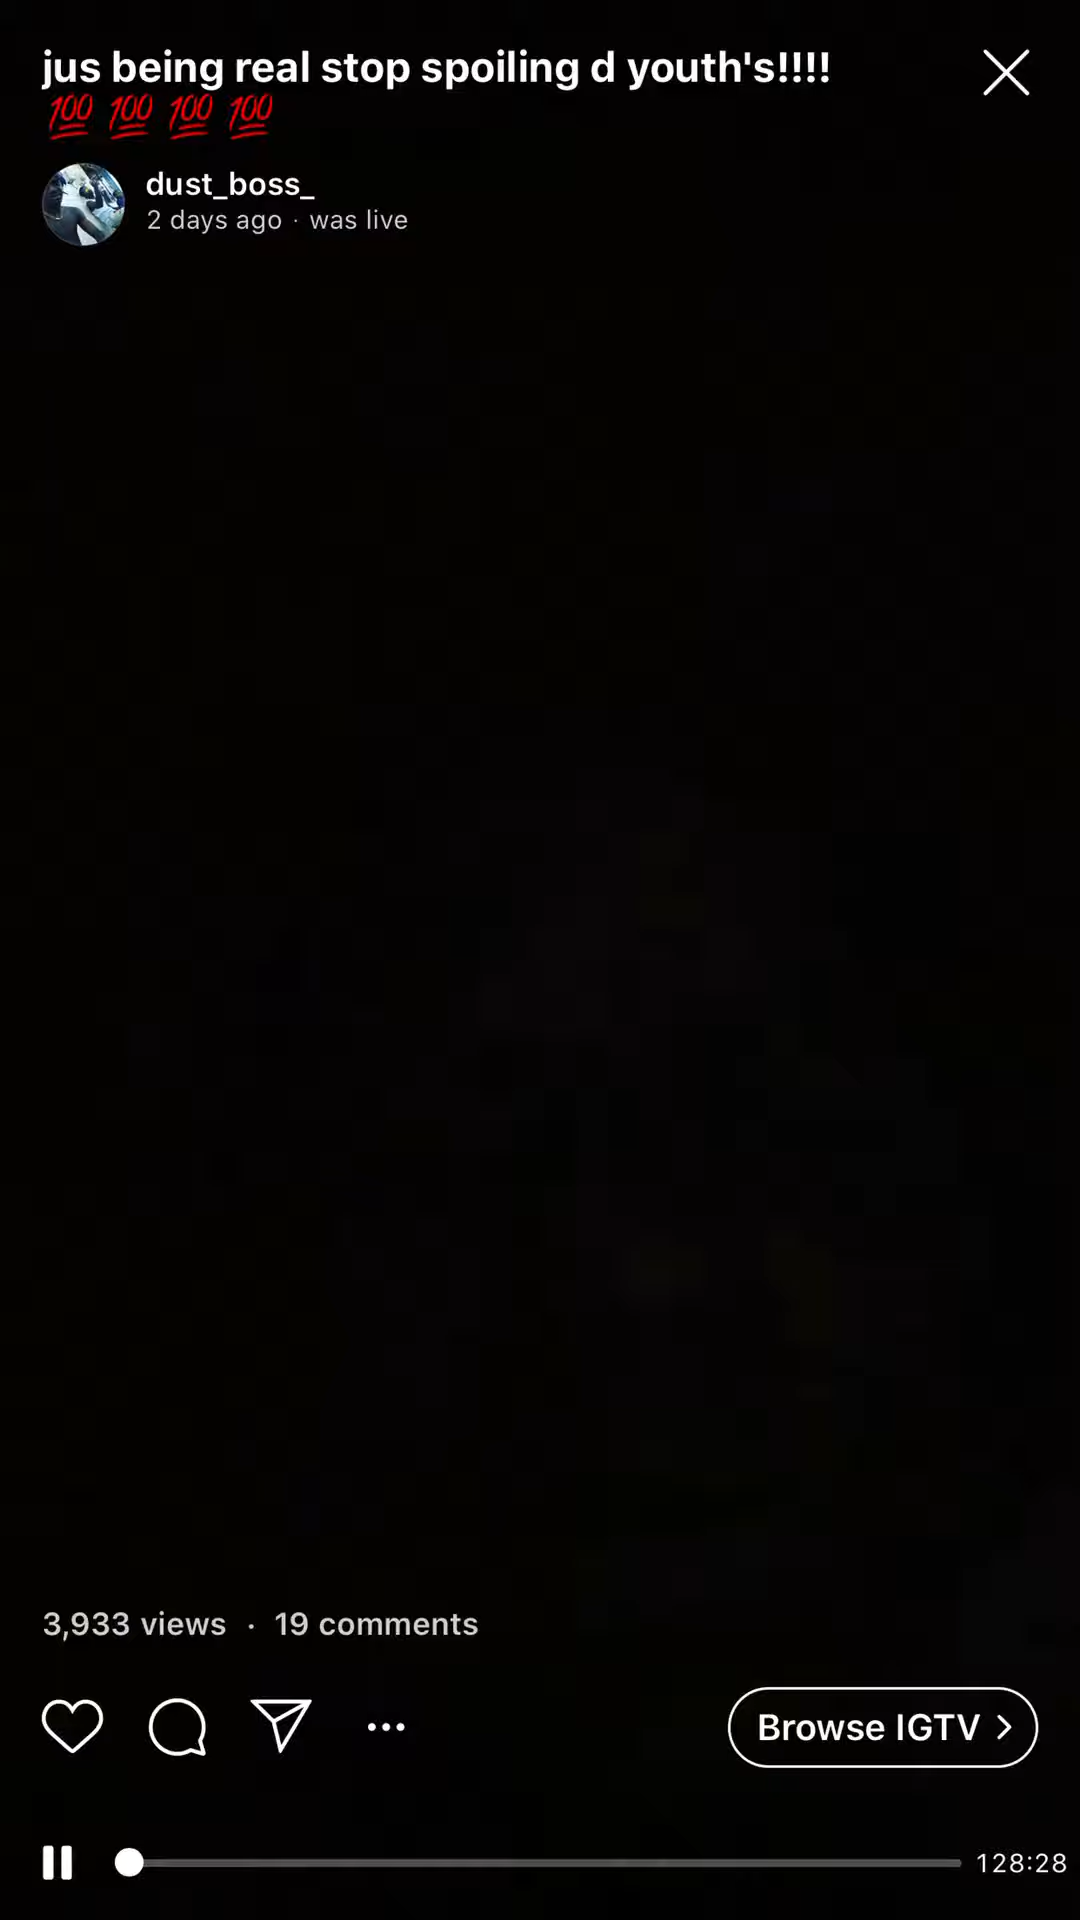 jus being real stop spoiling d youth's!!!!
💯 💯 💯 💯
dust_boss_
2 days ago · was live
3,933 views · 19 comments
Browse IGTV >
128:28